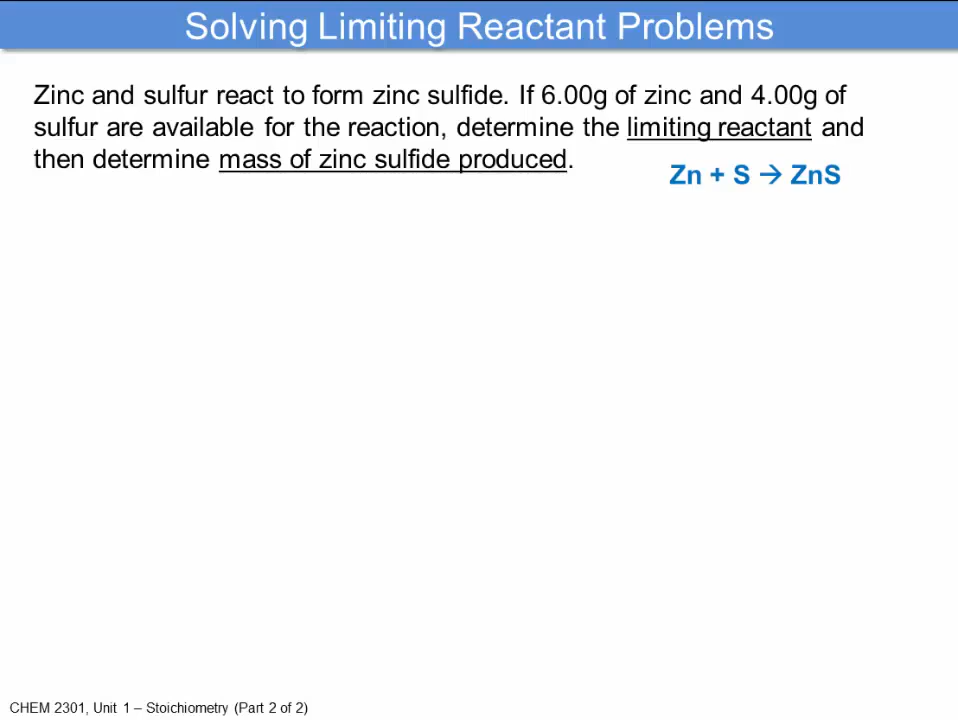 Solving Limiting Reactant Problems
Zinc and sulfur react to form zinc sulfide. If 6.00g of zinc and 4.00g of
sulfur are available for the reaction, determine the limiting reactant and
then determine mass of zinc sulfide produced.
Zn + S → ZnS
CHEM 2301, Unit 1 – Stoichiometry (Part 2 of 2)